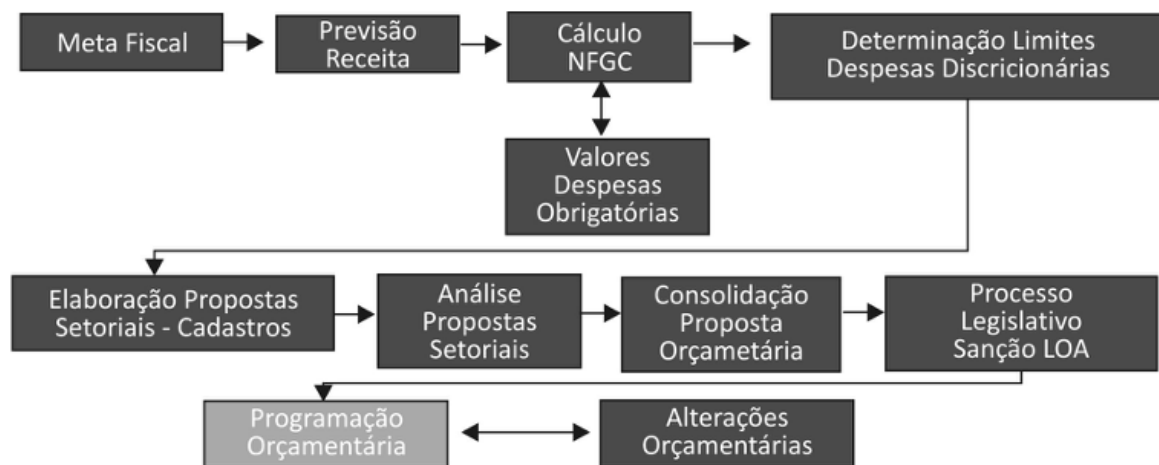 Meta Fiscal
Previsão
Receita
Cálculo
NFGC
Determinação Limites
Despesas Discricionárias
Valores
Despesas
Obrigatórias
Elaboração Propostas
Setoriais - Cadastros
Análise
Propostas
Setoriais
Consolidação
Proposta
Orçametária
Processo
Legislativo
Sanção LOA
Programação
Orçamentária
Alterações
Orçamentárias